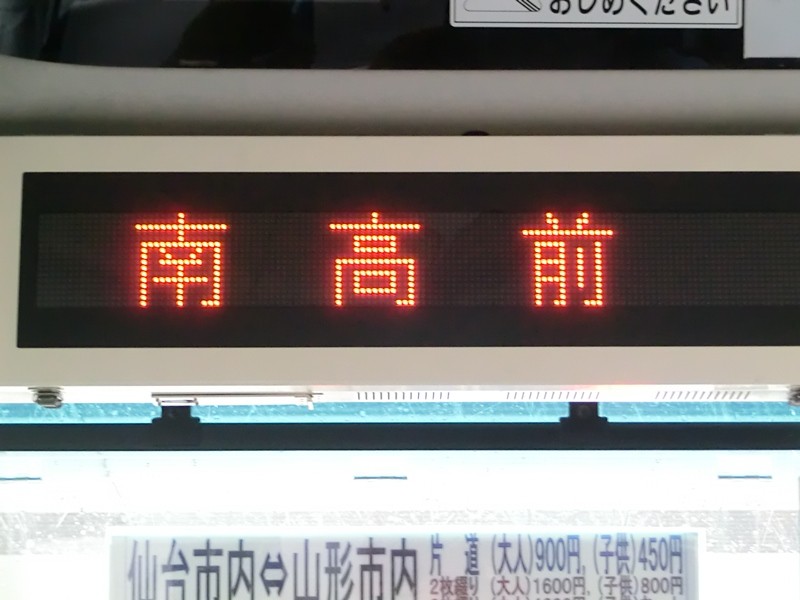 おしめください
南高前
仙台市内⇔山形市内 片道 (大人)900円, (子供)450円
2枚綴り (大人)1600円, (子供)800円